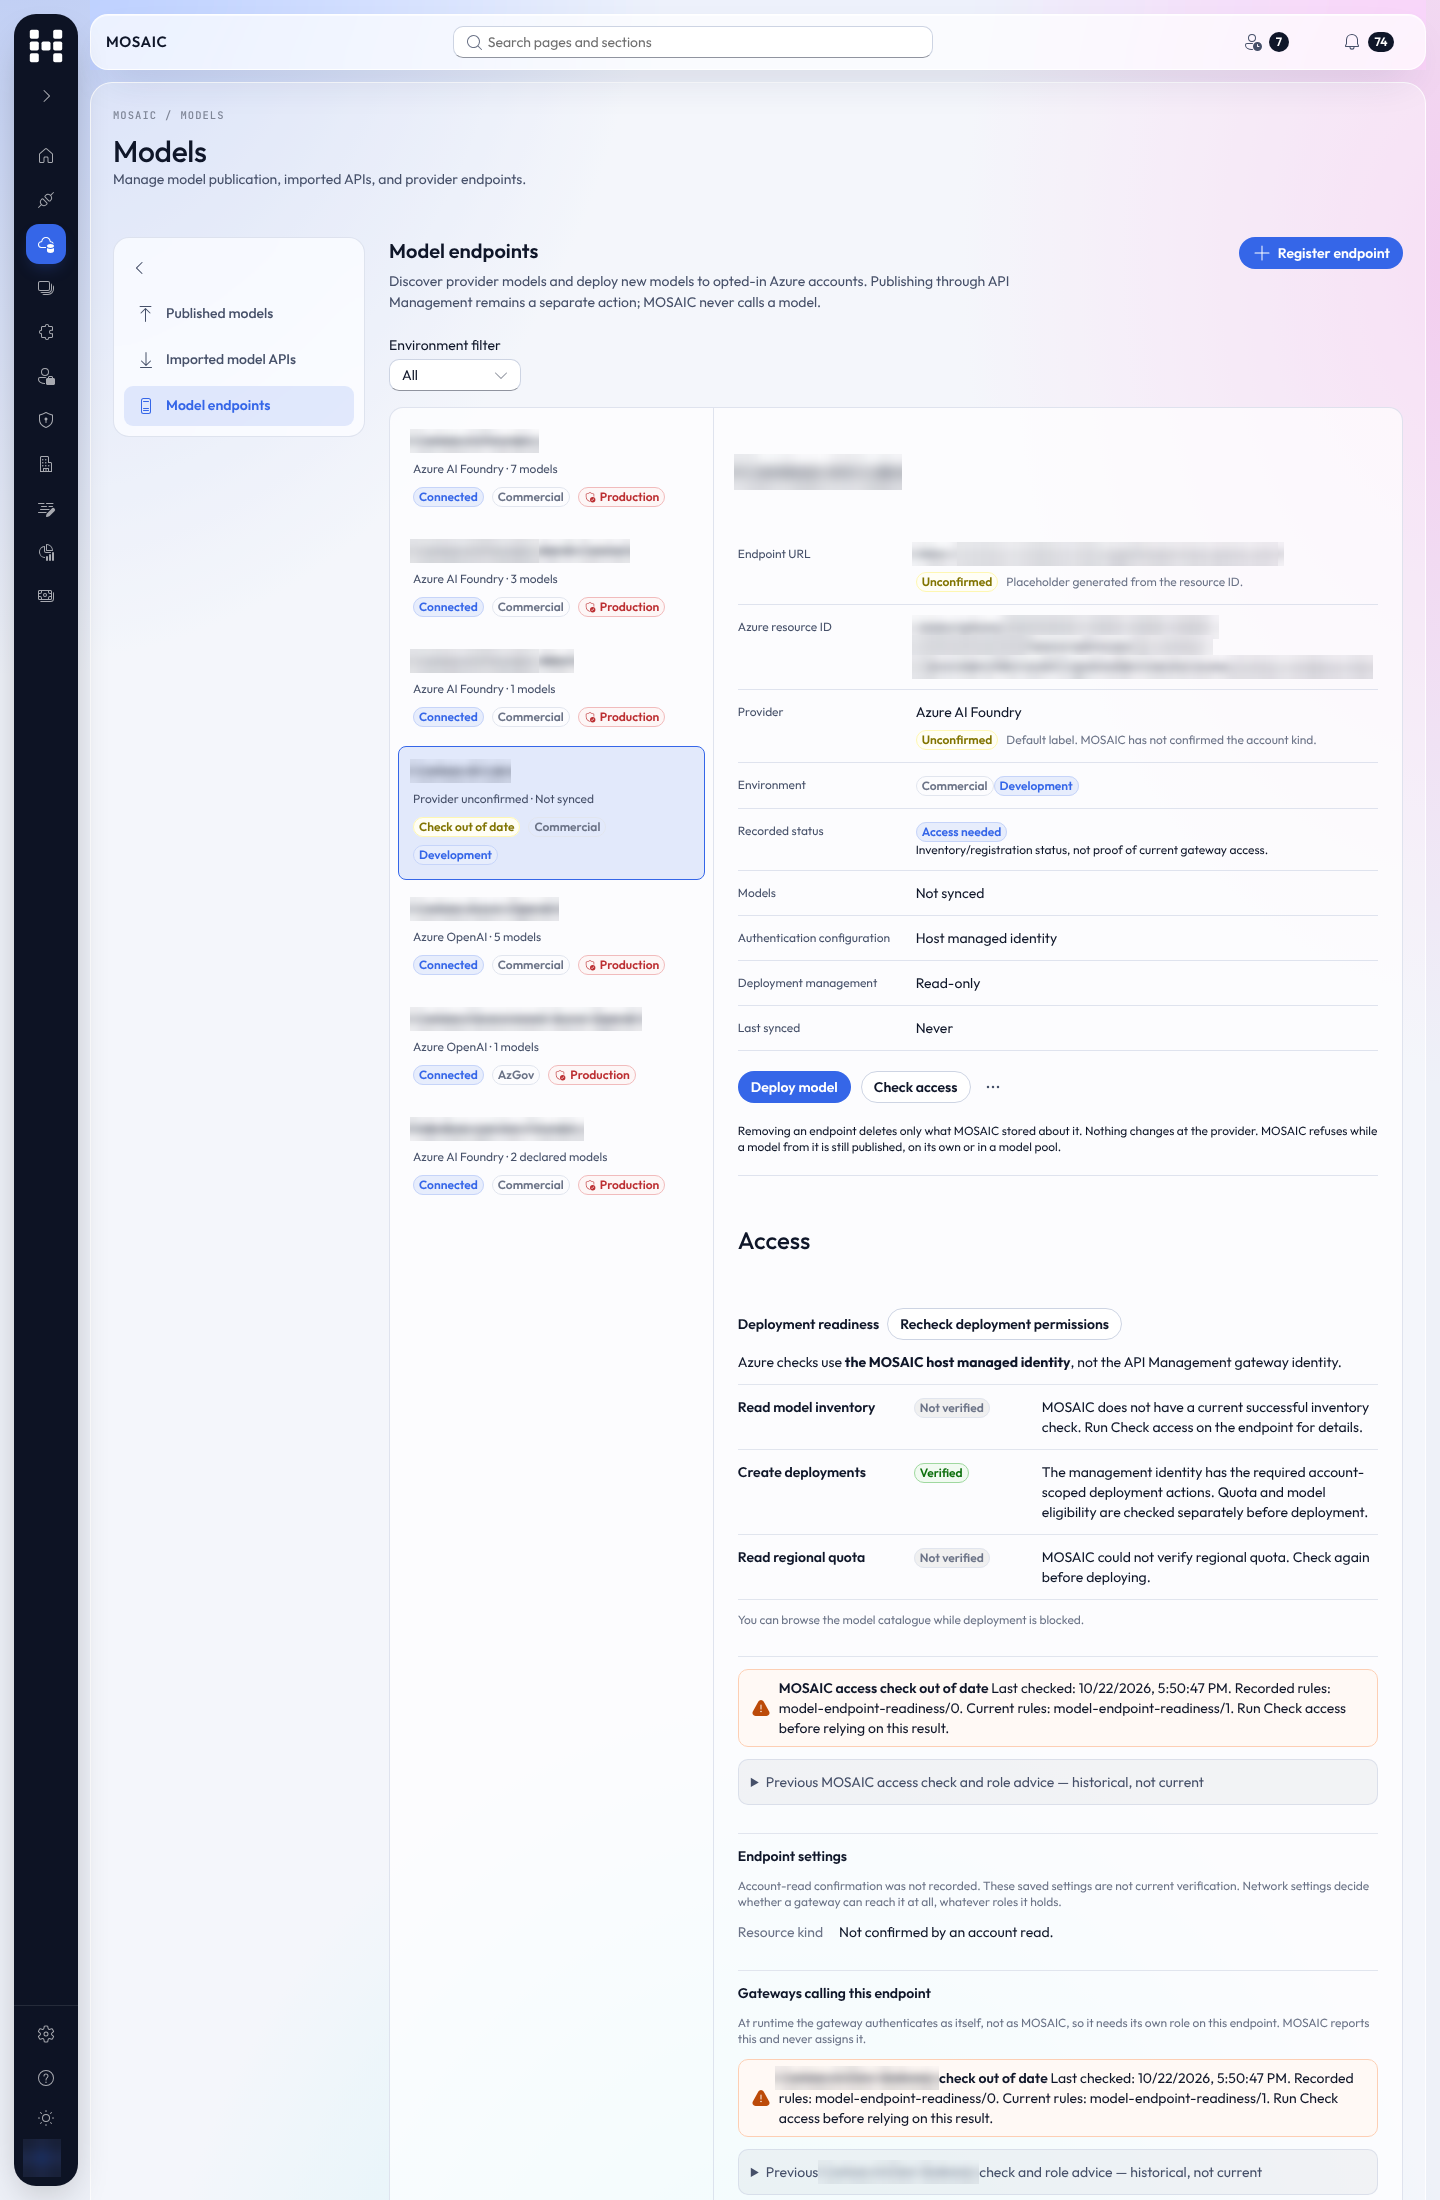 MOSAIC
Search pages and sections
7
74
MOSAIC / MODELS
Models
Manage model publication, imported APIs, and provider endpoints.
Published models
Imported model APIs
Model endpoints
Model endpoints
Discover provider models and deploy new models to opted-in Azure accounts. Publishing through API
Management remains a separate action; MOSAIC never calls a model.
Register endpoint
Environment filter
All
Azure AI Foundry · 7 models
Connected Commercial Production
Azure AI Foundry · 3 models
Connected Commercial Production
Azure AI Foundry · 1 models
Connected Commercial Production
Provider unconfirmed · Not synced
Check out of date Commercial
Development
Azure OpenAI · 5 models
Connected Commercial Production
Azure OpenAI · 1 models
Connected AzGov Production
Azure AI Foundry · 2 declared models
Connected Commercial Production
Endpoint URL
Unconfirmed Placeholder generated from the resource ID.
Azure resource ID
Provider Azure AI Foundry
Unconfirmed Default label. MOSAIC has not confirmed the account kind.
Environment Commercial Development
Recorded status Access needed
Inventory/registration status, not proof of current gateway access.
Models Not synced
Authentication configuration Host managed identity
Deployment management Read-only
Last synced Never
Deploy model Check access ···
Removing an endpoint deletes only what MOSAIC stored about it. Nothing changes at the provider. MOSAIC refuses while
a model from it is still published, on its own or in a model pool.
Access
Deployment readiness Recheck deployment permissions
Azure checks use the MOSAIC host managed identity, not the API Management gateway identity.
Read model inventory Not verified MOSAIC does not have a current successful inventory
check. Run Check access on the endpoint for details.
Create deployments Verified The management identity has the required account-
scoped deployment actions. Quota and model
eligibility are checked separately before deployment.
Read regional quota Not verified MOSAIC could not verify regional quota. Check again
before deploying.
You can browse the model catalogue while deployment is blocked.
MOSAIC access check out of date Last checked: 10/22/2026, 5:50:47 PM. Recorded rules:
model-endpoint-readiness/0. Current rules: model-endpoint-readiness/1. Run Check access
before relying on this result.
Previous MOSAIC access check and role advice — historical, not current
Endpoint settings
Account-read confirmation was not recorded. These saved settings are not current verification. Network settings decide
whether a gateway can reach it at all, whatever roles it holds.
Resource kind Not confirmed by an account read.
Gateways calling this endpoint
At runtime the gateway authenticates as itself, not as MOSAIC, so it needs its own role on this endpoint. MOSAIC reports
this and never assigns it.
check out of date Last checked: 10/22/2026, 5:50:47 PM. Recorded
rules: model-endpoint-readiness/0. Current rules: model-endpoint-readiness/1. Run Check
access before relying on this result.
Previous check and role advice — historical, not current